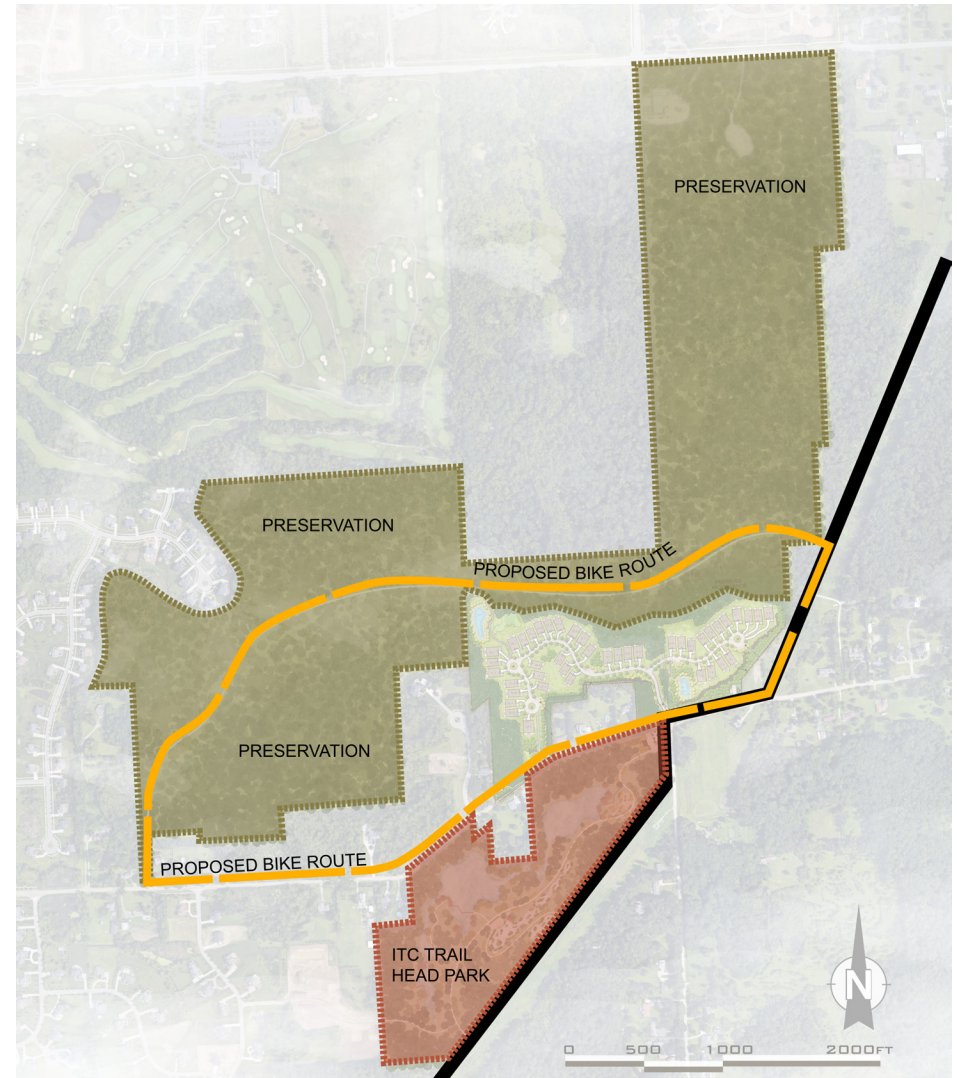 PRESERVATION
PRESERVATION
PROPOSED BIKE ROUTE
PRESERVATION
PROPOSED BIKE ROUTE
ITC TRAIL
HEAD PARK
N
0 500 1000 2000FT